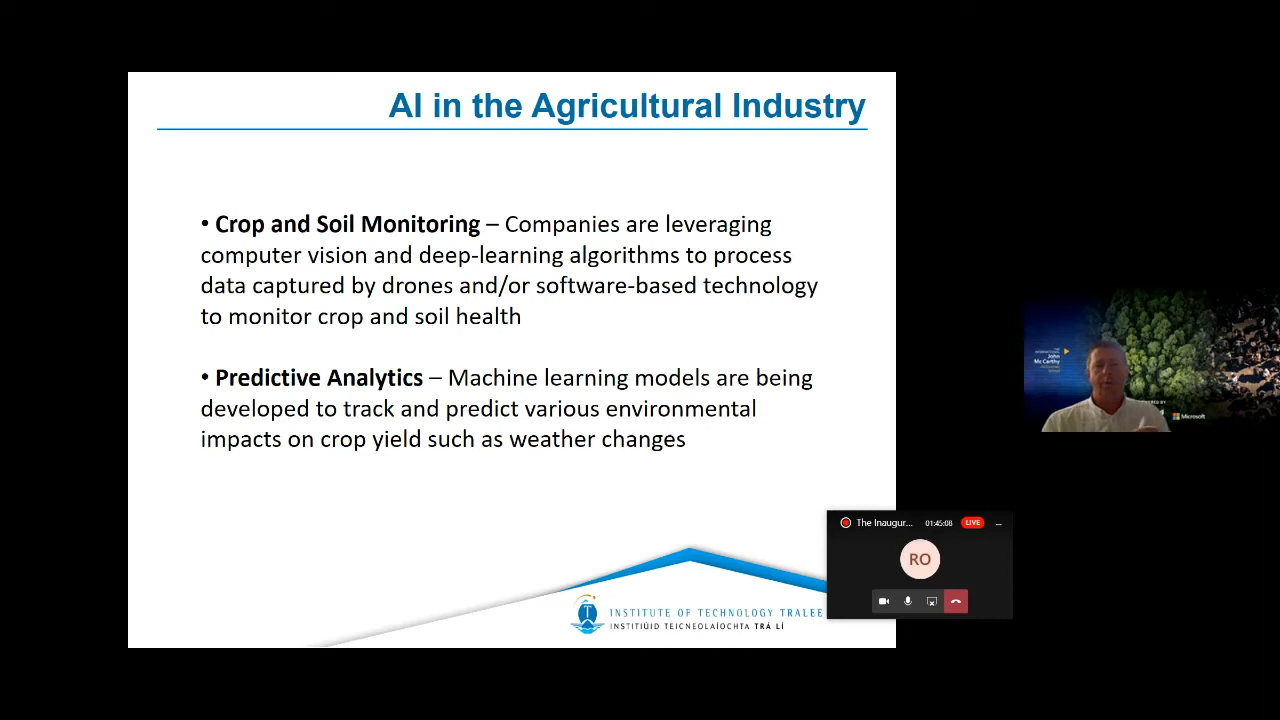 AI in the Agricultural Industry
• Crop and Soil Monitoring – Companies are leveraging
computer vision and deep-learning algorithms to process
data captured by drones and/or software-based technology
to monitor crop and soil health
• Predictive Analytics – Machine learning models are being
developed to track and predict various environmental
impacts on crop yield such as weather changes
INSTITUTE OF TECHNOLOGY TRALEE
INSTITIÚID TEICNEOLAÍOCHTA TRÁ LÍ
The Inaugur... 01:45:08 LIVE ...
RO
John
McCarthy
Microsoft